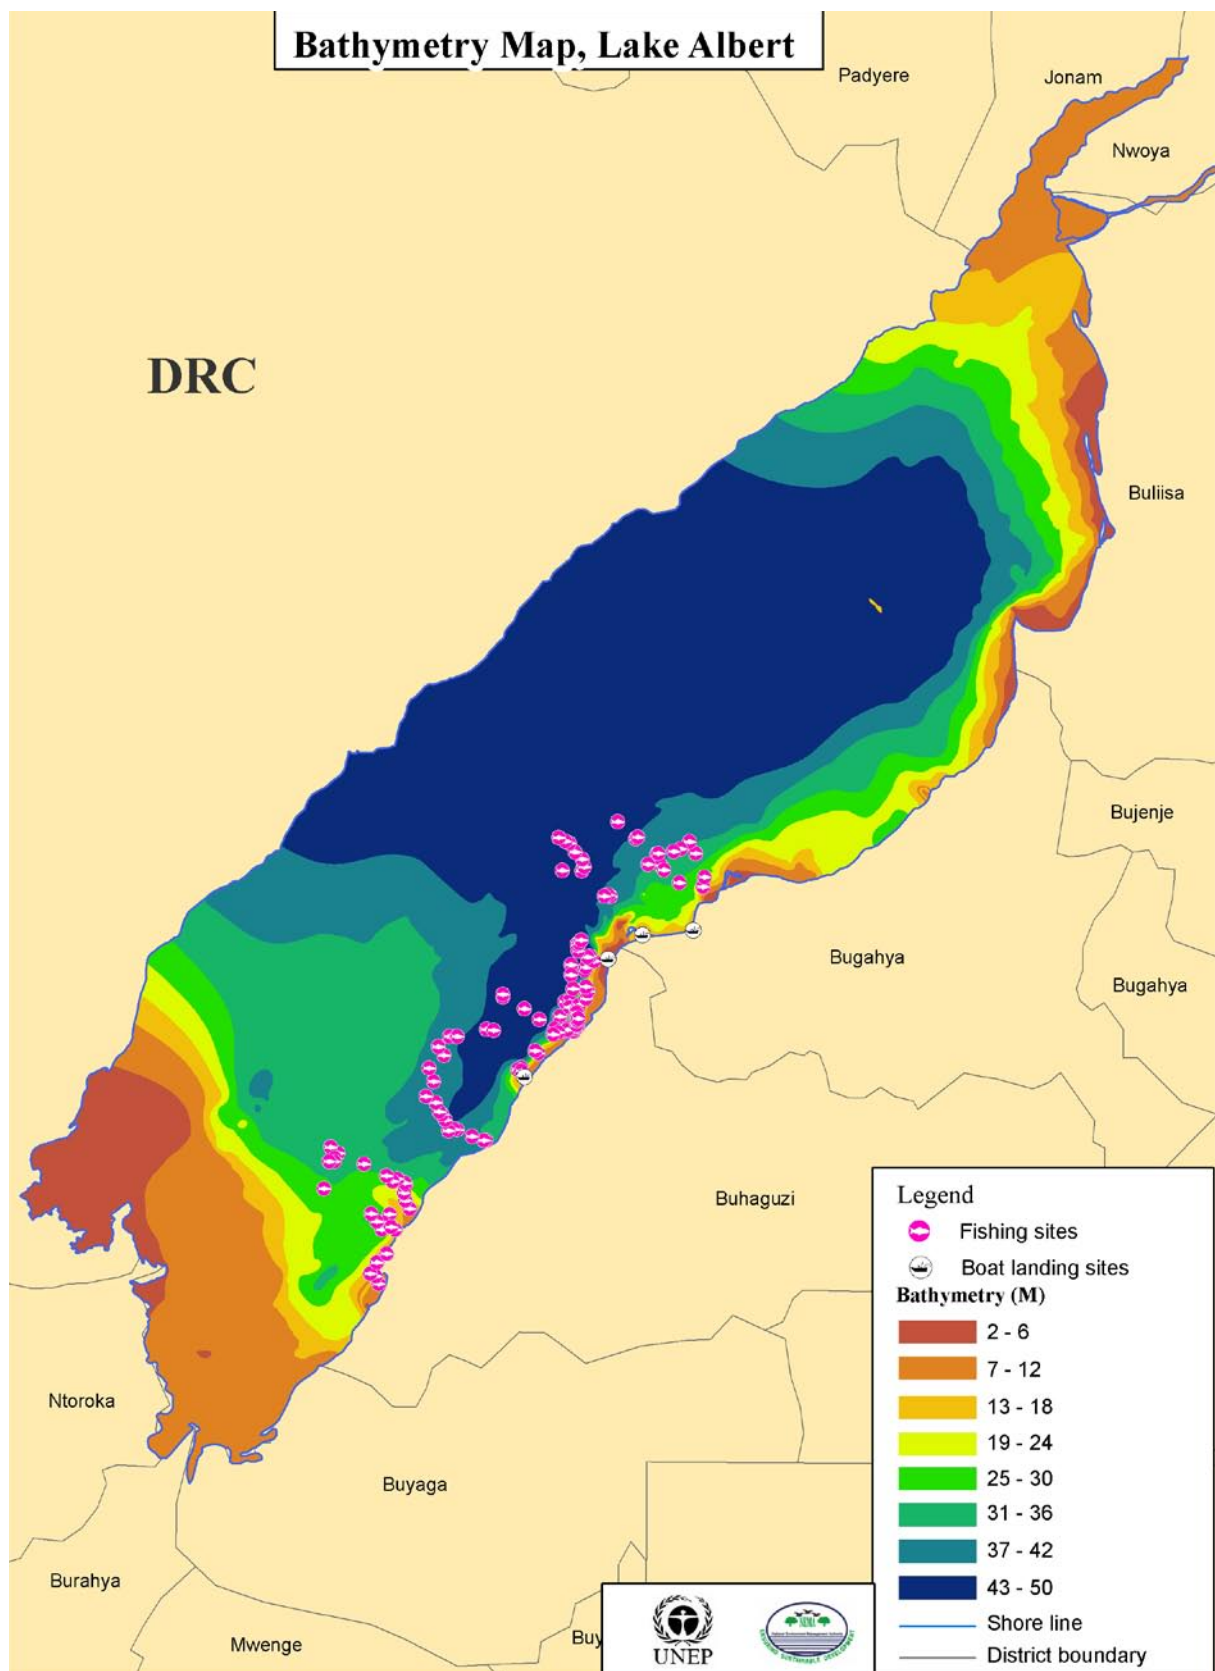 Bathymetry Map, Lake Albert
Padyere
Jonam
Nwoya
DRC
Buliisa
Bujenje
Bugahya
Bugahya
Buhaguzi
Ntoroka
Buyaga
Burahya
Mwenge
Buy
Legend
Fishing sites
Boat landing sites
Bathymetry (M)
2 - 6
7 - 12
13 - 18
19 - 24
25 - 30
31 - 36
37 - 42
43 - 50
Shore line
District boundary
UNEP
NEMA